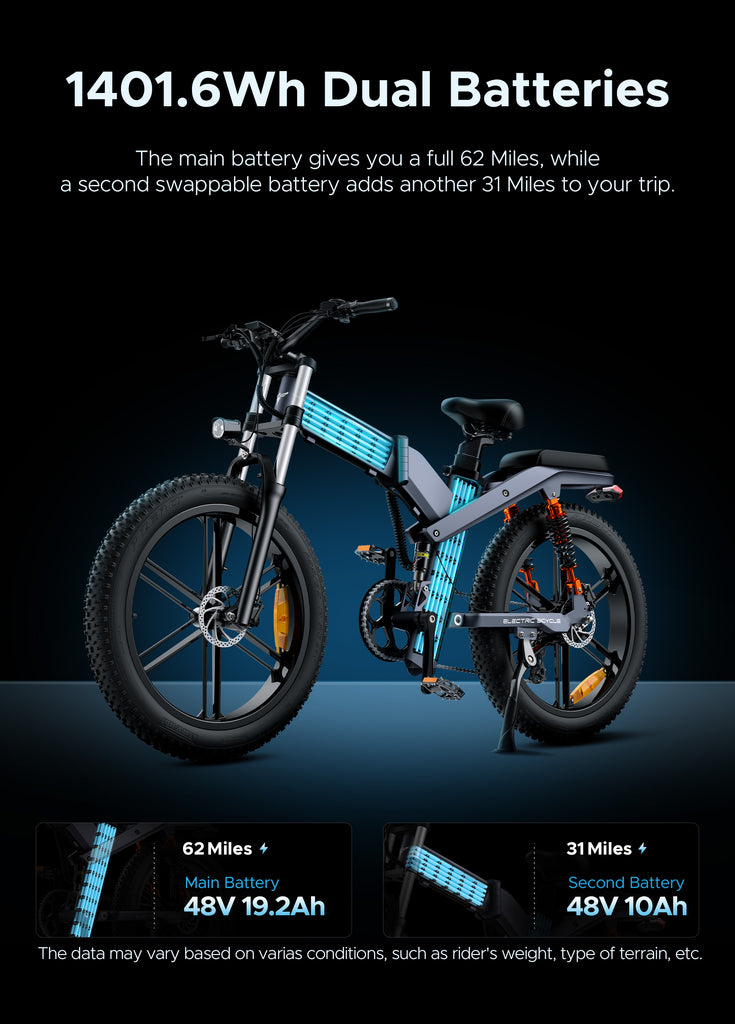 1401.6Wh Dual Batteries
The main battery gives you a full 62 Miles, while
a second swappable battery adds another 31 Miles to your trip.
ELECTRIC BICYCLE
62 Miles
Main Battery
48V 19.2Ah
31 Miles
Second Battery
48V 10Ah
The data may vary based on varias conditions, such as rider's weight, type of terrain, etc.